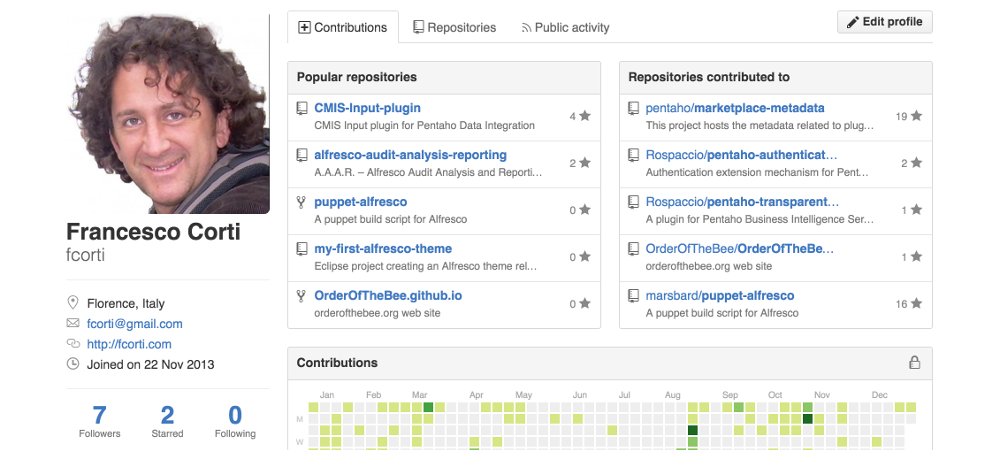 Contributions
Repositories
Public activity
Edit profile
Francesco Corti
fcorti
Florence, Italy
fcorti@gmail.com
http://fcorti.com
Joined on 22 Nov 2013
7 2 0
Followers Starred Following
Popular repositories
CMIS-Input-plugin
CMIS Input plugin for Pentaho Data Integration
4
alfresco-audit-analysis-reporting
A.A.A.R. – Alfresco Audit Analysis and Reporti…
2
puppet-alfresco
A puppet build script for Alfresco
0
my-first-alfresco-theme
Eclipse project creating an Alfresco theme rel…
0
OrderOfTheBee.github.io
orderofthebee.org web site
0
Repositories contributed to
pentaho/marketplace-metadata
This project hosts the metadata related to plug…
19
Rospaccio/pentaho-authenticat…
Authentication extension mechanism for Pent…
2
Rospaccio/pentaho-transparent…
A plugin for Pentaho Business Intelligence Ser…
1
OrderOfTheBee/OrderOfTheBe…
orderofthebee.org web site
1
marsbard/puppet-alfresco
A puppet build script for Alfresco
16
Contributions
Jan Feb Mar Apr May Jun Jul Aug Sep Oct Nov Dec
M
W